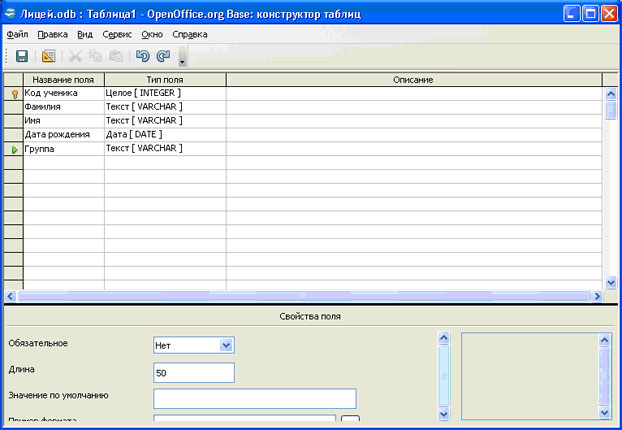 Лицей.odb : Таблица1 - OpenOffice.org Base: конструктор таблиц
Файл Правка Вид Сервис Окно Справка
Название поля Тип поля Описание
Код ученика Целое [ INTEGER ]
Фамилия Текст [ VARCHAR ]
Имя Текст [ VARCHAR ]
Дата рождения Дата [ DATE ]
Группа Текст [ VARCHAR ]
Свойства поля
Обязательное Нет
Длина 50
Значение по умолчанию
Пример формата